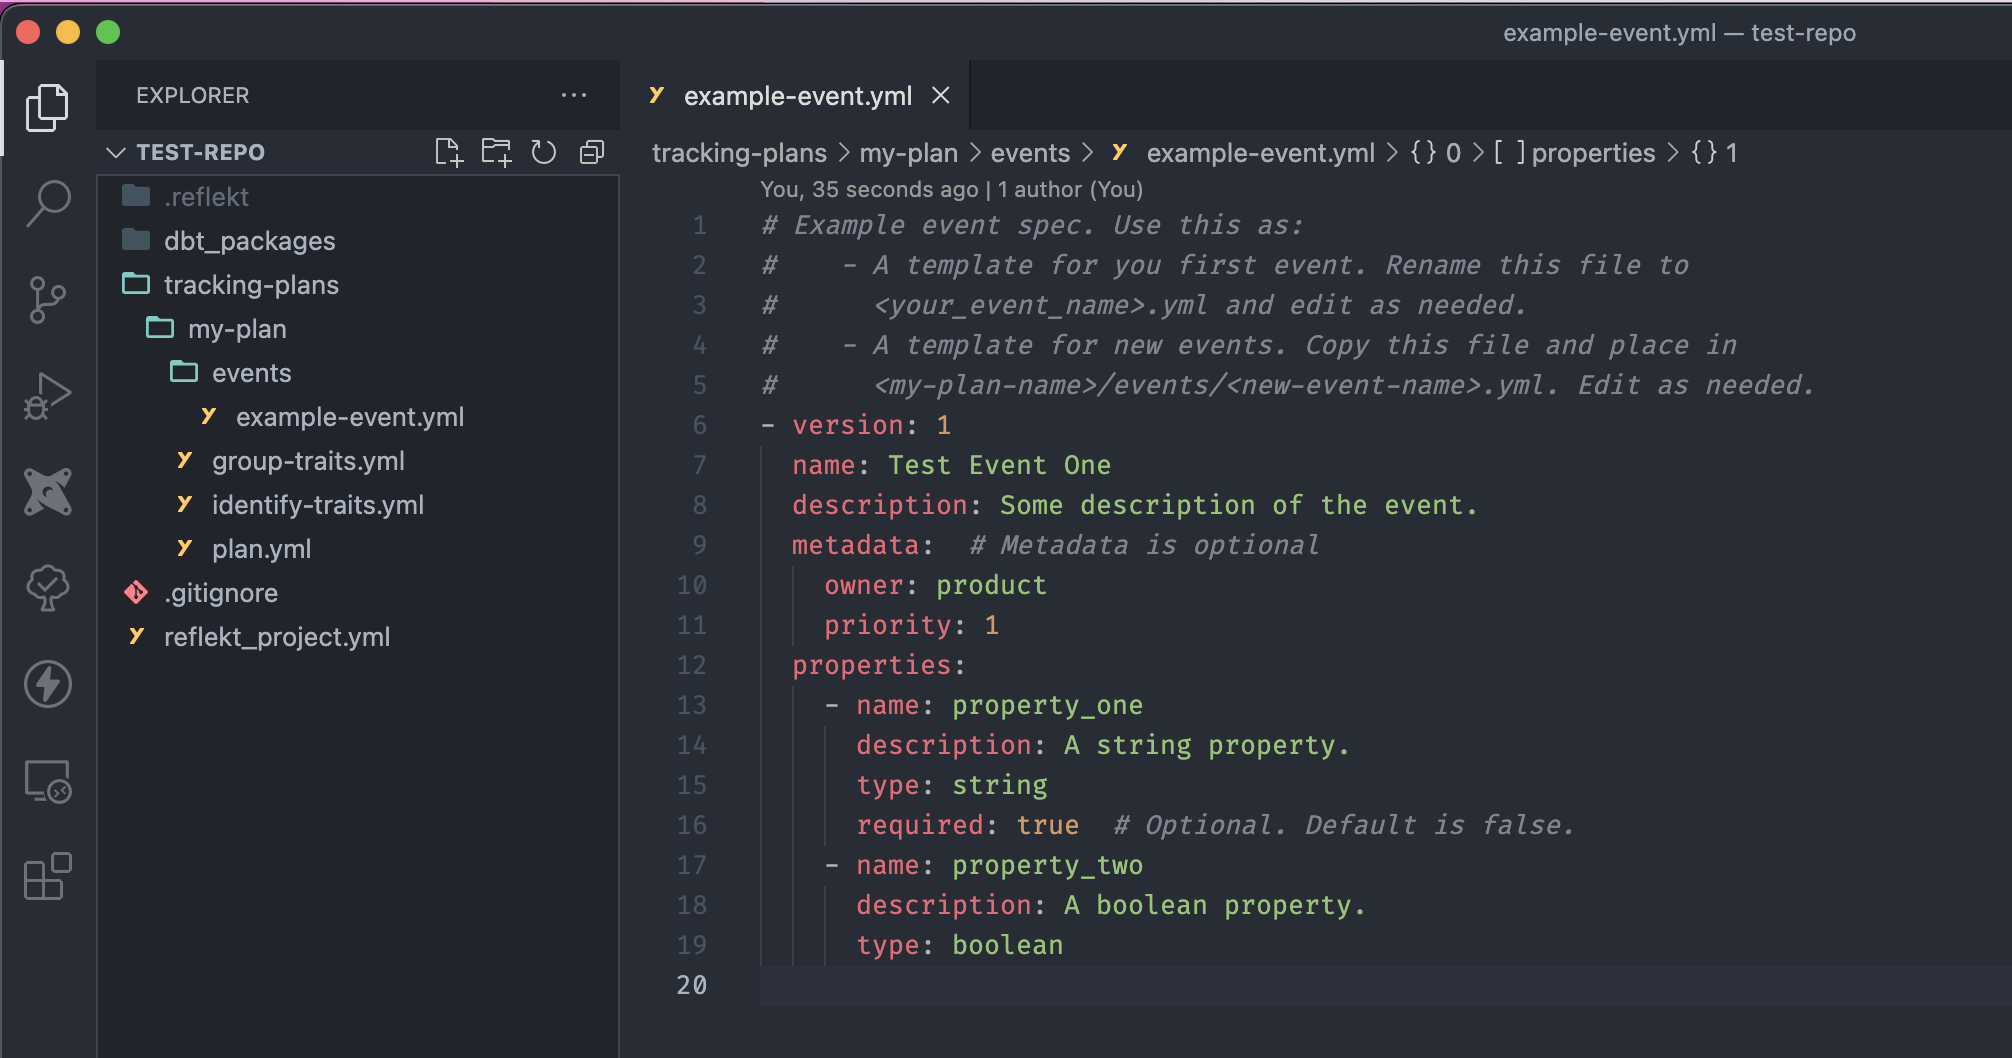 example-event.yml — test-repo
EXPLORER
TEST-REPO
.reflekt
dbt_packages
tracking-plans
my-plan
events
example-event.yml
group-traits.yml
identify-traits.yml
plan.yml
.gitignore
reflekt_project.yml
example-event.yml
tracking-plans > my-plan > events > example-event.yml > {} 0 > [ ] properties > {} 1
You, 35 seconds ago | 1 author (You)
1 # Example event spec. Use this as:
2 #    - A template for you first event. Rename this file to
3 #      <your_event_name>.yml and edit as needed.
4 #    - A template for new events. Copy this file and place in
5 #      <my-plan-name>/events/<new-event-name>.yml. Edit as needed.
6 - version: 1
7   name: Test Event One
8   description: Some description of the event.
9   metadata:  # Metadata is optional
10     owner: product
11     priority: 1
12   properties:
13     - name: property_one
14       description: A string property.
15       type: string
16       required: true  # Optional. Default is false.
17     - name: property_two
18       description: A boolean property.
19       type: boolean
20